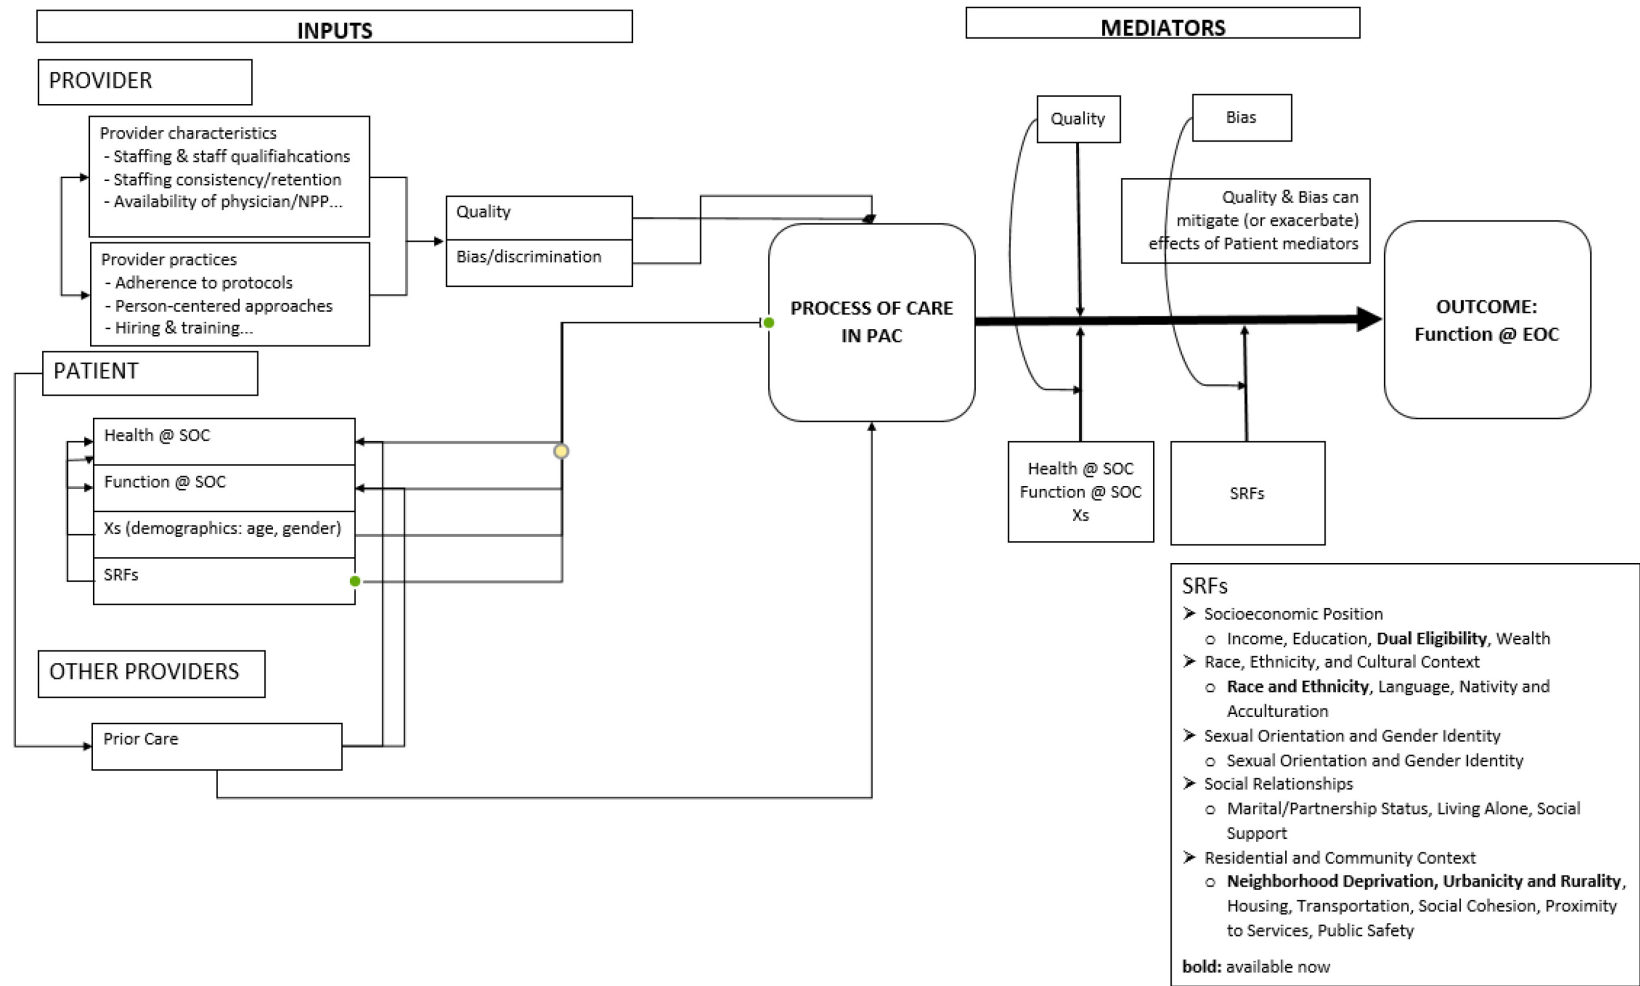 INPUTS
MEDIATORS
PROVIDER
Provider characteristics
- Staffing & staff qualifiahcations
- Staffing consistency/retention
- Availability of physician/NPP...
Provider practices
- Adherence to protocols
- Person-centered approaches
- Hiring & training...
Quality
Bias/discrimination
PATIENT
Health @ SOC
Function @ SOC
Xs (demographics: age, gender)
SRFs
OTHER PROVIDERS
Prior Care
PROCESS OF CARE
IN PAC
Quality
Bias
Quality & Bias can
mitigate (or exacerbate)
effects of Patient mediators
OUTCOME:
Function @ EOC
Health @ SOC
Function @ SOC
Xs
SRFs
SRFs
➢ Socioeconomic Position
o Income, Education, Dual Eligibility, Wealth
➢ Race, Ethnicity, and Cultural Context
o Race and Ethnicity, Language, Nativity and
Acculturation
➢ Sexual Orientation and Gender Identity
o Sexual Orientation and Gender Identity
➢ Social Relationships
o Marital/Partnership Status, Living Alone, Social
Support
➢ Residential and Community Context
o Neighborhood Deprivation, Urbanicity and Rurality,
Housing, Transportation, Social Cohesion, Proximity
to Services, Public Safety
bold: available now